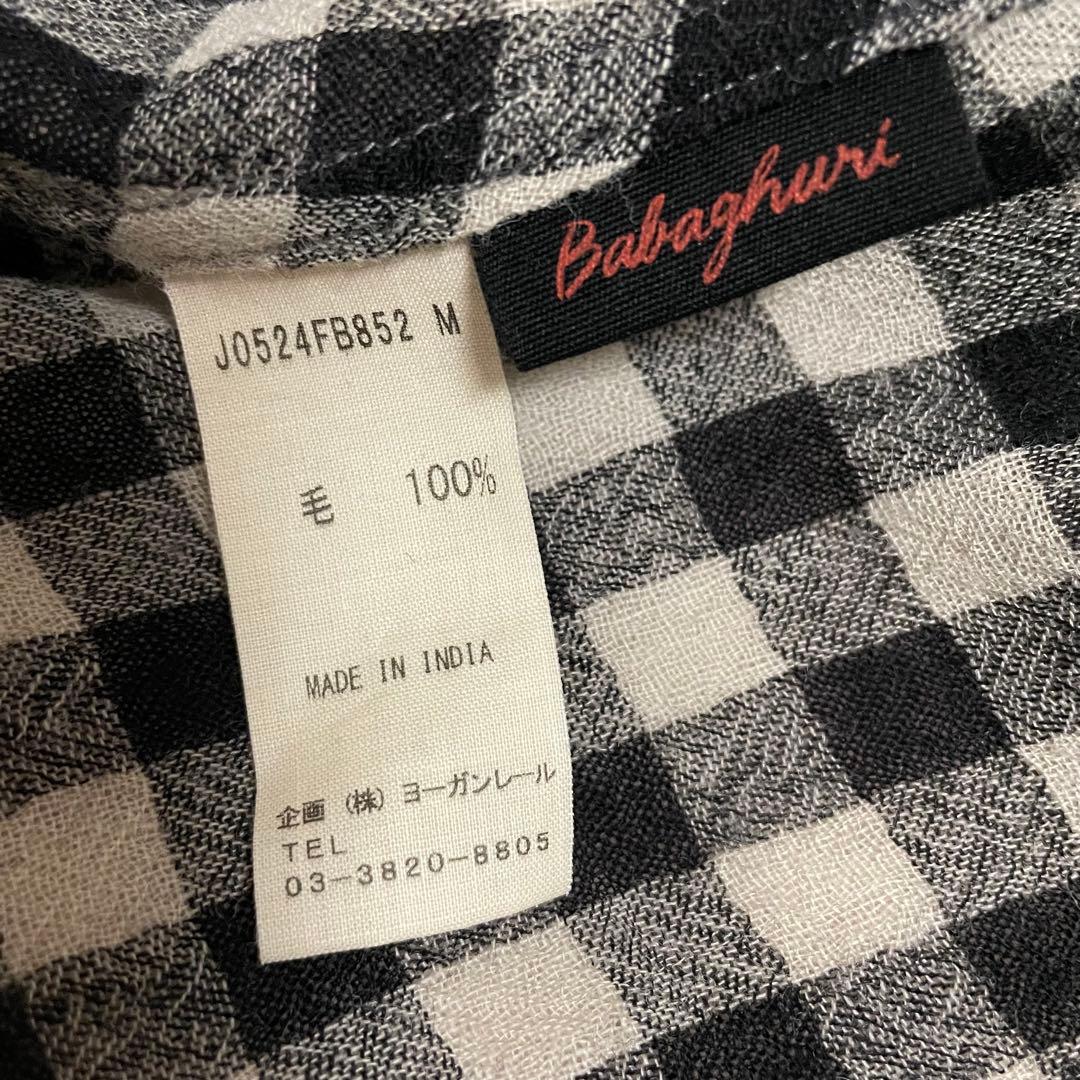 Babaghuri
J0524FB852 M
毛 100%
MADE IN INDIA
企画 (株) ヨーガンレール
TEL
03-3820-8805